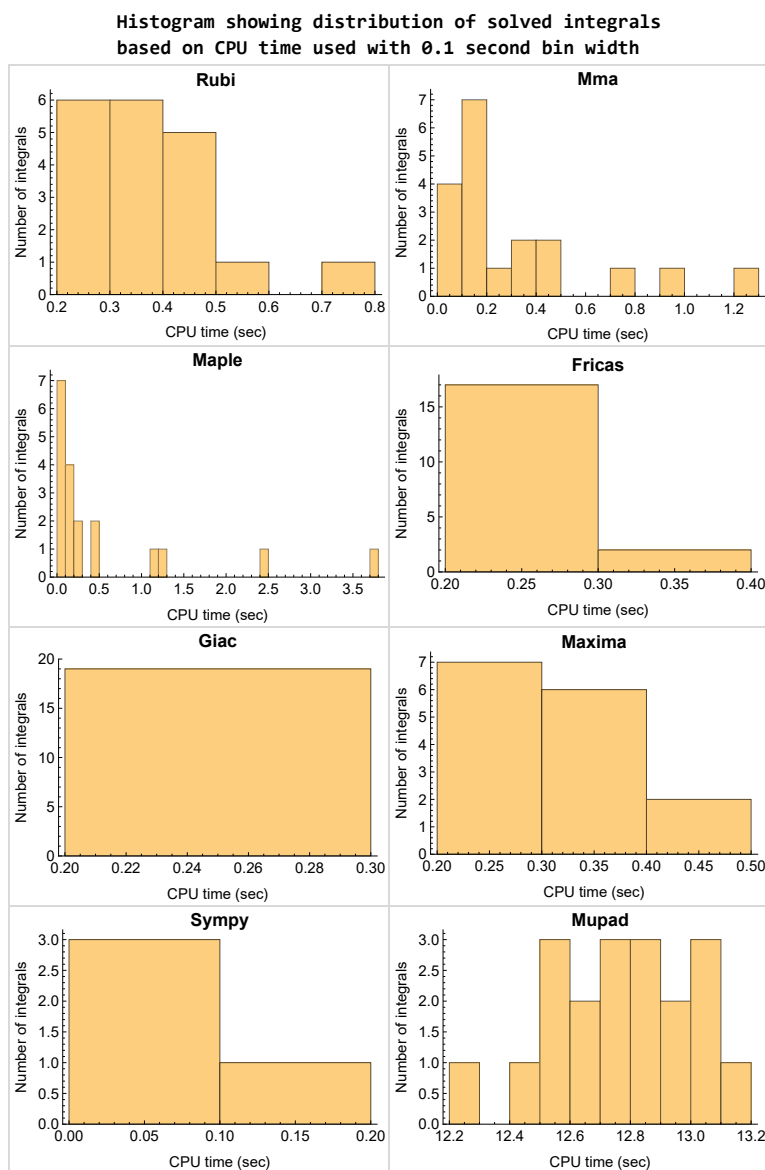 Histogram showing distribution of solved integrals
based on CPU time used with 0.1 second bin width
Rubi
Number of integrals
6
5
4
3
2
1
0
0.2 0.3 0.4 0.5 0.6 0.7 0.8
CPU time (sec)
Mma
Number of integrals
7
6
5
4
3
2
1
0
0.0 0.2 0.4 0.6 0.8 1.0 1.2
CPU time (sec)
Maple
Number of integrals
7
6
5
4
3
2
1
0
0.0 0.5 1.0 1.5 2.0 2.5 3.0 3.5
CPU time (sec)
Fricas
Number of integrals
15
10
5
0
0.20 0.25 0.30 0.35 0.40
CPU time (sec)
Giac
Number of integrals
20
15
10
5
0
0.20 0.22 0.24 0.26 0.28 0.30
CPU time (sec)
Maxima
Number of integrals
7
6
5
4
3
2
1
0
0.20 0.25 0.30 0.35 0.40 0.45 0.50
CPU time (sec)
Sympy
Number of integrals
3.0
2.5
2.0
1.5
1.0
0.5
0.0
0.00 0.05 0.10 0.15 0.20
CPU time (sec)
Mupad
Number of integrals
3.0
2.5
2.0
1.5
1.0
0.5
0.0
12.2 12.4 12.6 12.8 13.0 13.2
CPU time (sec)